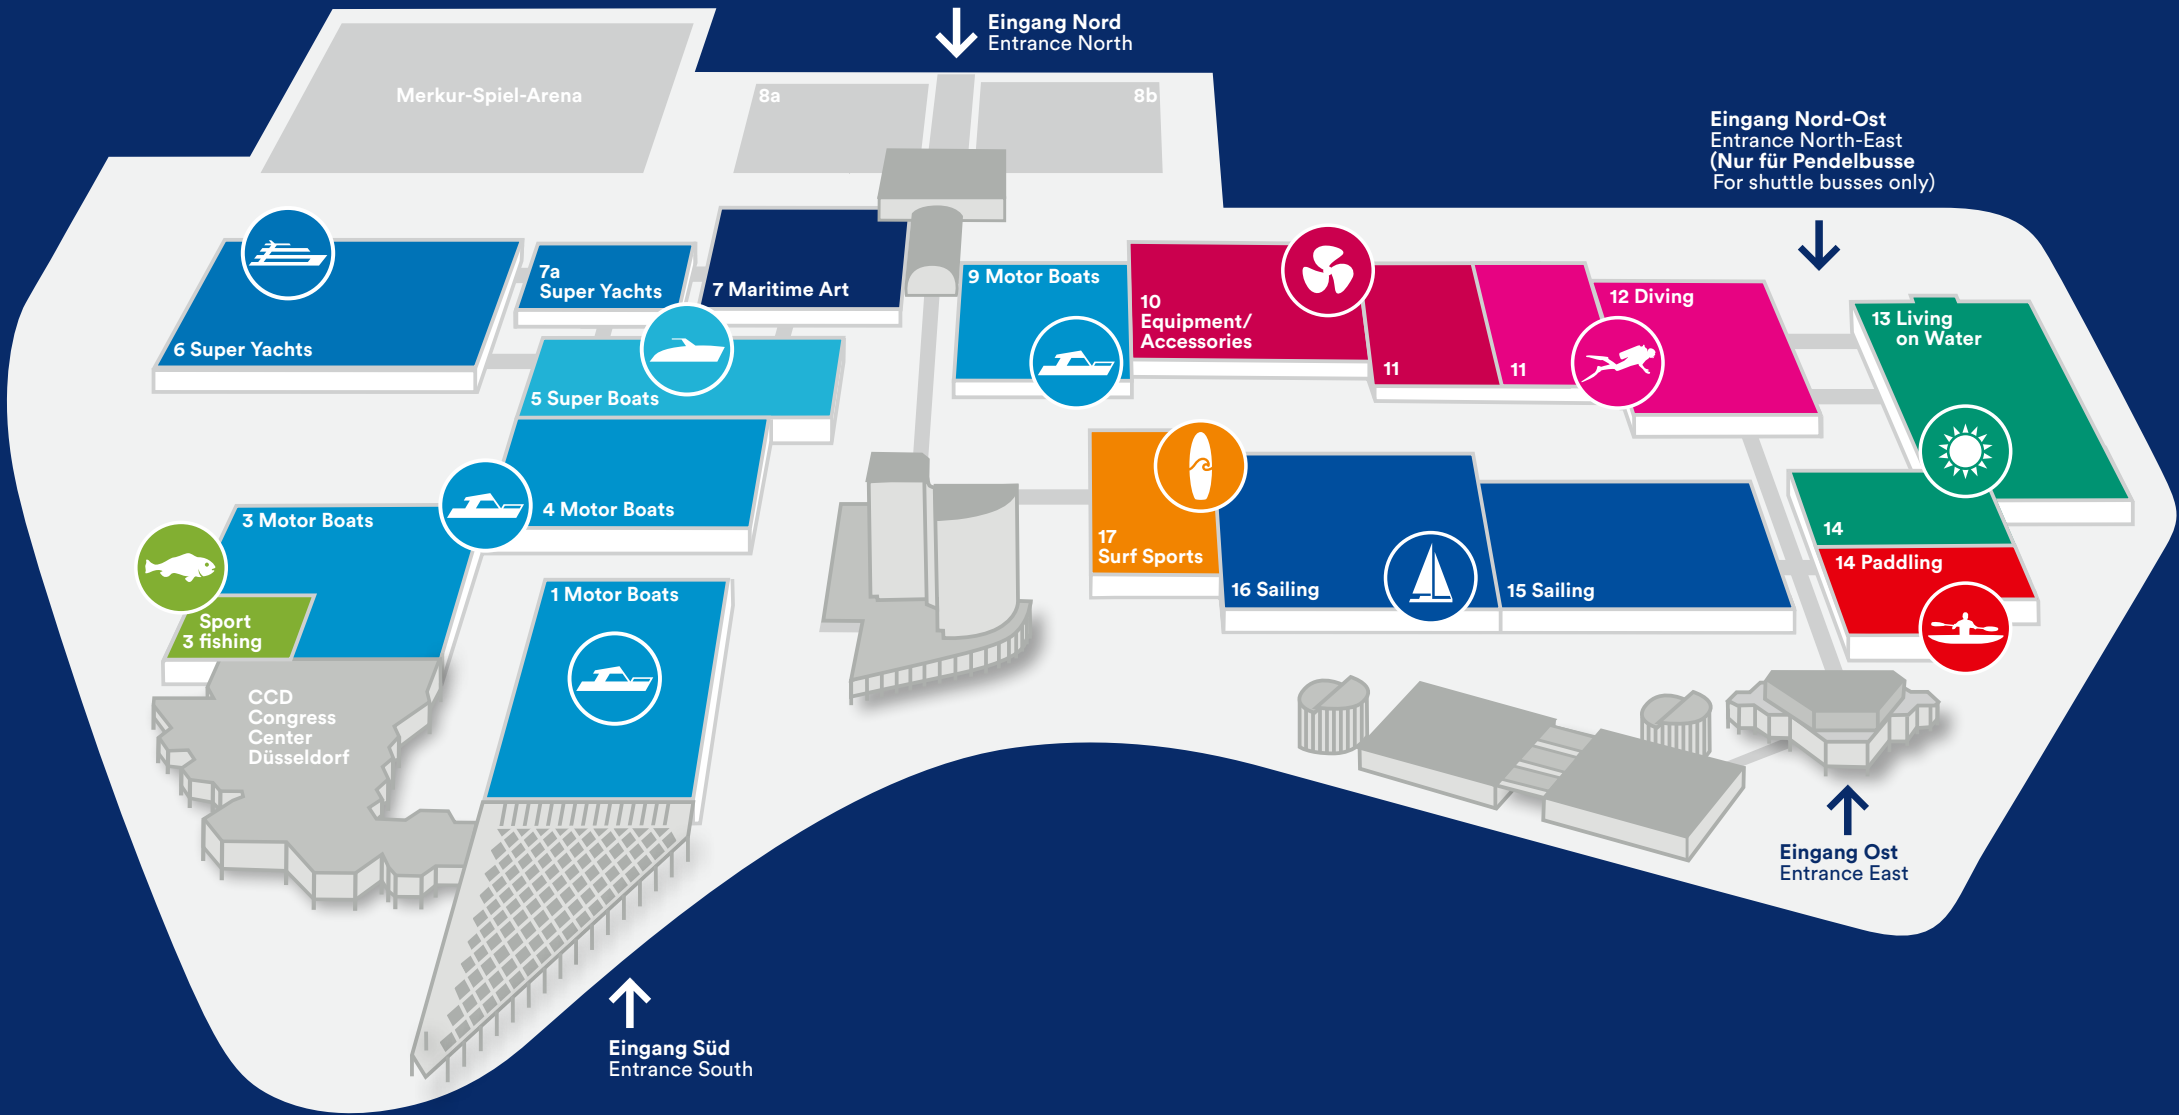 Eingang Nord
Entrance North
Merkur-Spiel-Arena
8a
8b
Eingang Nord-Ost
Entrance North-East
(Nur für Pendelbusse
For shuttle busses only)
7a
Super Yachts
7 Maritime Art
9 Motor Boats
10
Equipment/
Accessories
12 Diving
13 Living
on Water
6 Super Yachts
5 Super Boats
11
11
4 Motor Boats
3 Motor Boats
17
Surf Sports
16 Sailing
15 Sailing
14
14 Paddling
Sport
3 fishing
1 Motor Boats
CCD
Congress
Center
Düsseldorf
Eingang Ost
Entrance East
Eingang Süd
Entrance South